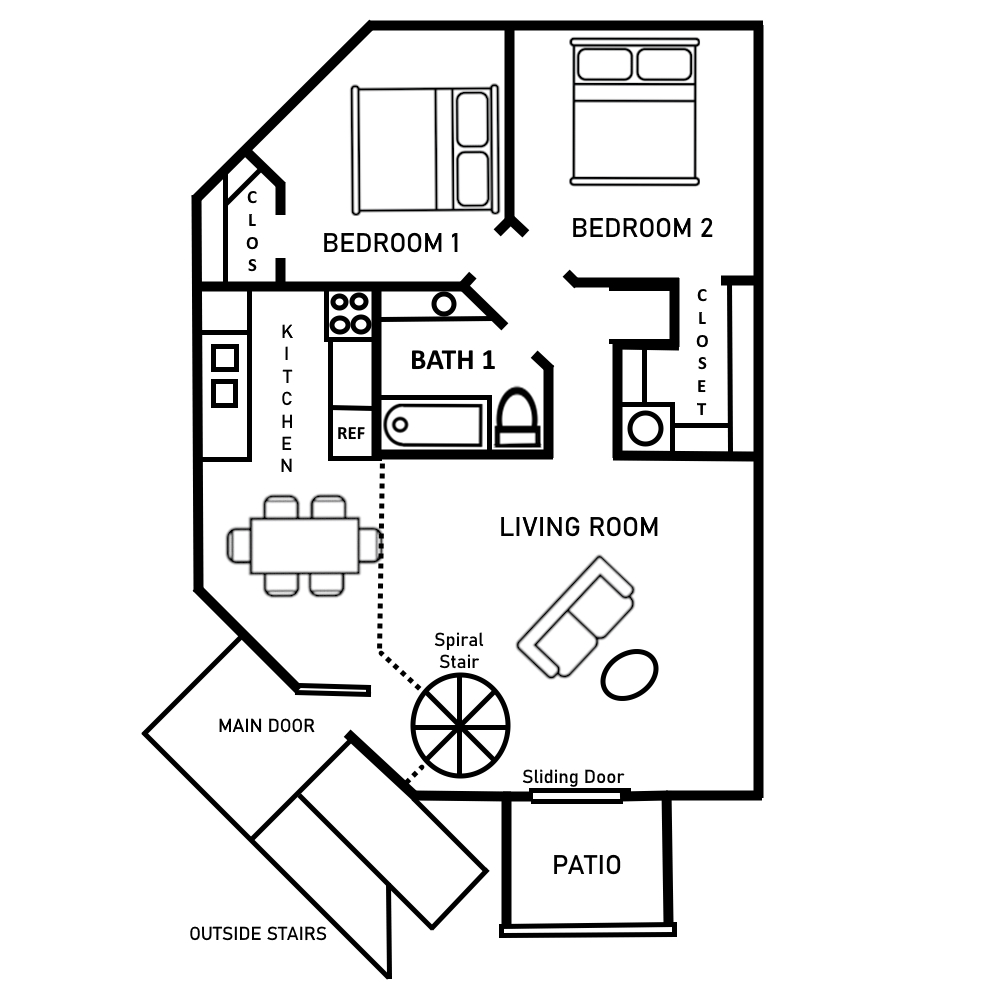 CLOS
BEDROOM 1
BEDROOM 2
KITCHEN
CLOSET
BATH 1
REF
LIVING ROOM
Spiral
Stair
MAIN DOOR
Sliding Door
PATIO
OUTSIDE STAIRS